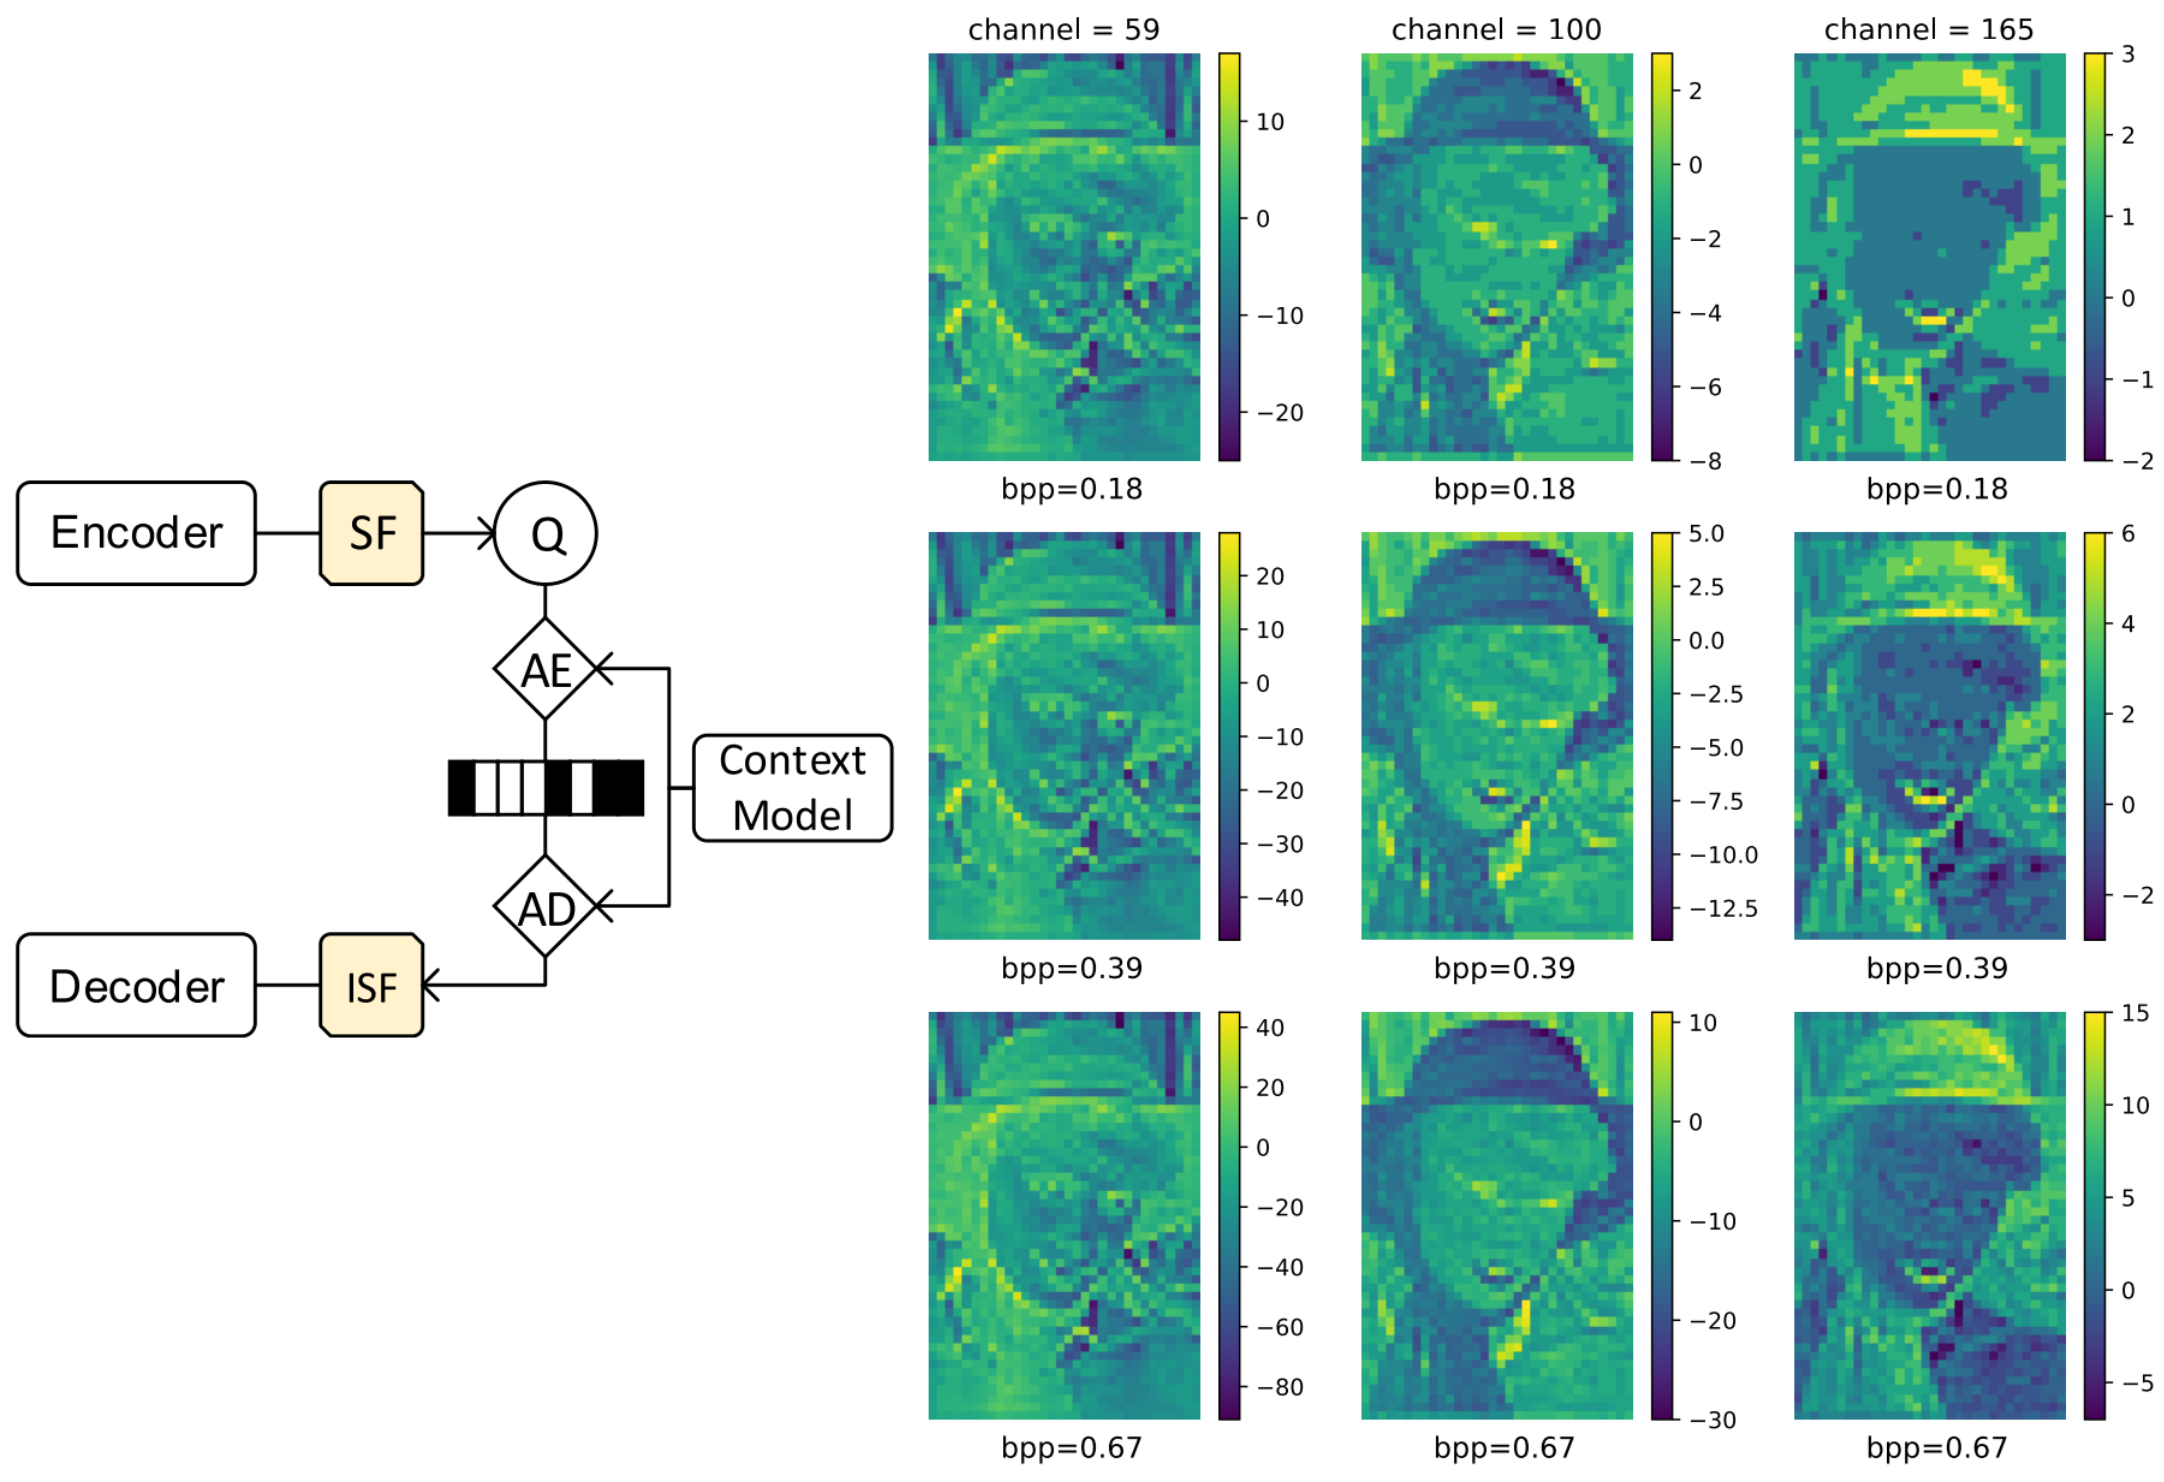 Encoder
SF
Q
AE
Context
Model
AD
Decoder
ISF
channel = 59
channel = 100
channel = 165
10
0
−10
−20
bpp=0.18
2
0
−2
−4
−6
−8
bpp=0.18
3
2
1
0
−1
−2
bpp=0.18
20
10
0
−10
−20
−30
−40
bpp=0.39
5.0
2.5
0.0
−2.5
−5.0
−7.5
−10.0
−12.5
bpp=0.39
6
4
2
0
−2
bpp=0.39
40
20
0
−20
−40
−60
−80
bpp=0.67
10
0
−10
−20
−30
bpp=0.67
15
10
5
0
−5
bpp=0.67